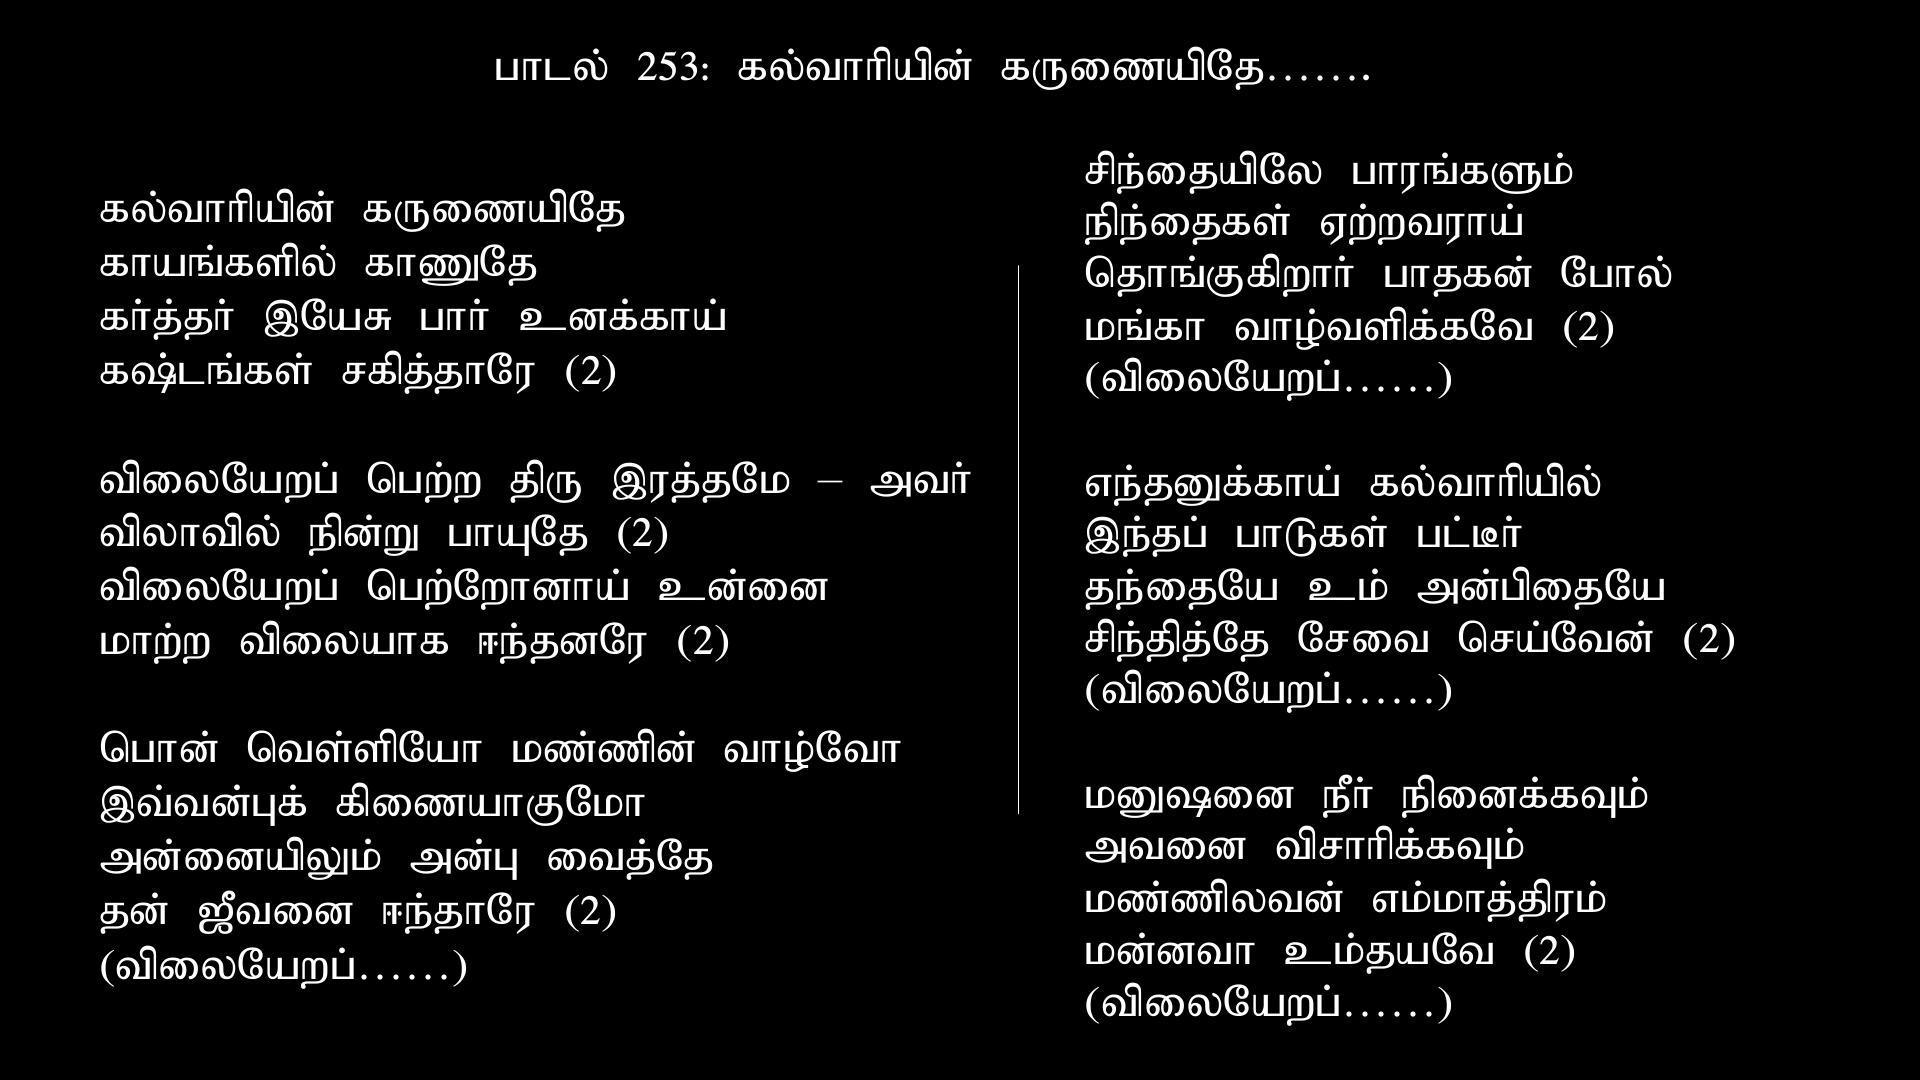 பாடல் 253: கல்வாரியின் கருணையிதே.......
கல்வாரியின் கருணையிதே
காயங்களில் காணுதே
கர்த்தர் இயேசு பார் உனக்காய்
கஷ்டங்கள் சகித்தாரே (2)
விலையேறப் பெற்ற திரு இரத்தமே – அவர்
விலாவில் நின்று பாயுதே (2)
விலையேறப் பெற்றோனாய் உன்னை
மாற்ற விலையாக ஈந்தனரே (2)
பொன் வெள்ளியோ மண்ணின் வாழ்வோ
இவ்வன்புக் கிணையாகுமோ
அன்னையிலும் அன்பு வைத்தே
தன் ஜீவனை ஈந்தாரே (2)
(விலையேறப்......)
சிந்தையிலே பாரங்களும்
நிந்தைகள் ஏற்றவராய்
தொங்குகிறார் பாதகன் போல்
மங்கா வாழ்வளிக்கவே (2)
(விலையேறப்......)
எந்தனுக்காய் கல்வாரியில்
இந்தப் பாடுகள் பட்டீர்
தந்தையே உம் அன்பிதையே
சிந்தித்தே சேவை செய்வேன் (2)
(விலையேறப்......)
மனுஷனை நீர் நினைக்கவும்
அவனை விசாரிக்கவும்
மண்ணிலவன் எம்மாத்திரம்
மன்னவா உம்தயவே (2)
(விலையேறப்......)